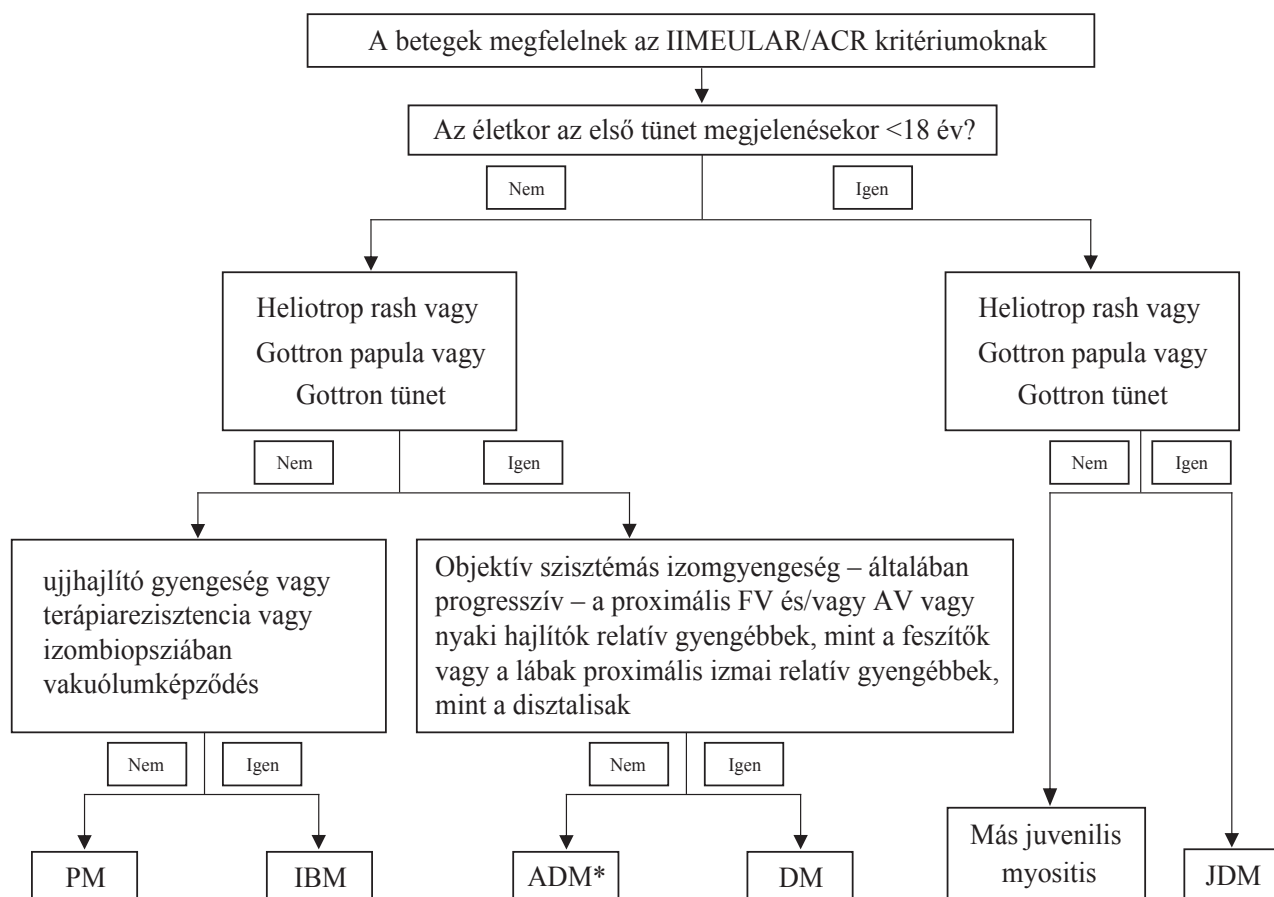 A betegek megfelelnek az IIMEULAR/ACR kritériumoknak
Az életkor az első tünet megjelenésekor <18 év?
Nem
Igen
Heliotrop rash vagy
Gottron papula vagy
Gottron tünet
Heliotrop rash vagy
Gottron papula vagy
Gottron tünet
Nem
Igen
Nem
Igen
ujjhajlító gyengeség vagy
terápiarezisztencia vagy
izombiopsziában
vakuólumképződés
Objektív szisztémás izomgyengeség – általában
progresszív – a proximális FV és/vagy AV vagy
nyaki hajlítók relatív gyengébbek, mint a feszítők
vagy a lábak proximális izmai relatív gyengébbek,
mint a disztalisak
Nem
Igen
Nem
Igen
PM
IBM
ADM*
DM
Más juvenilis
myositis
JDM